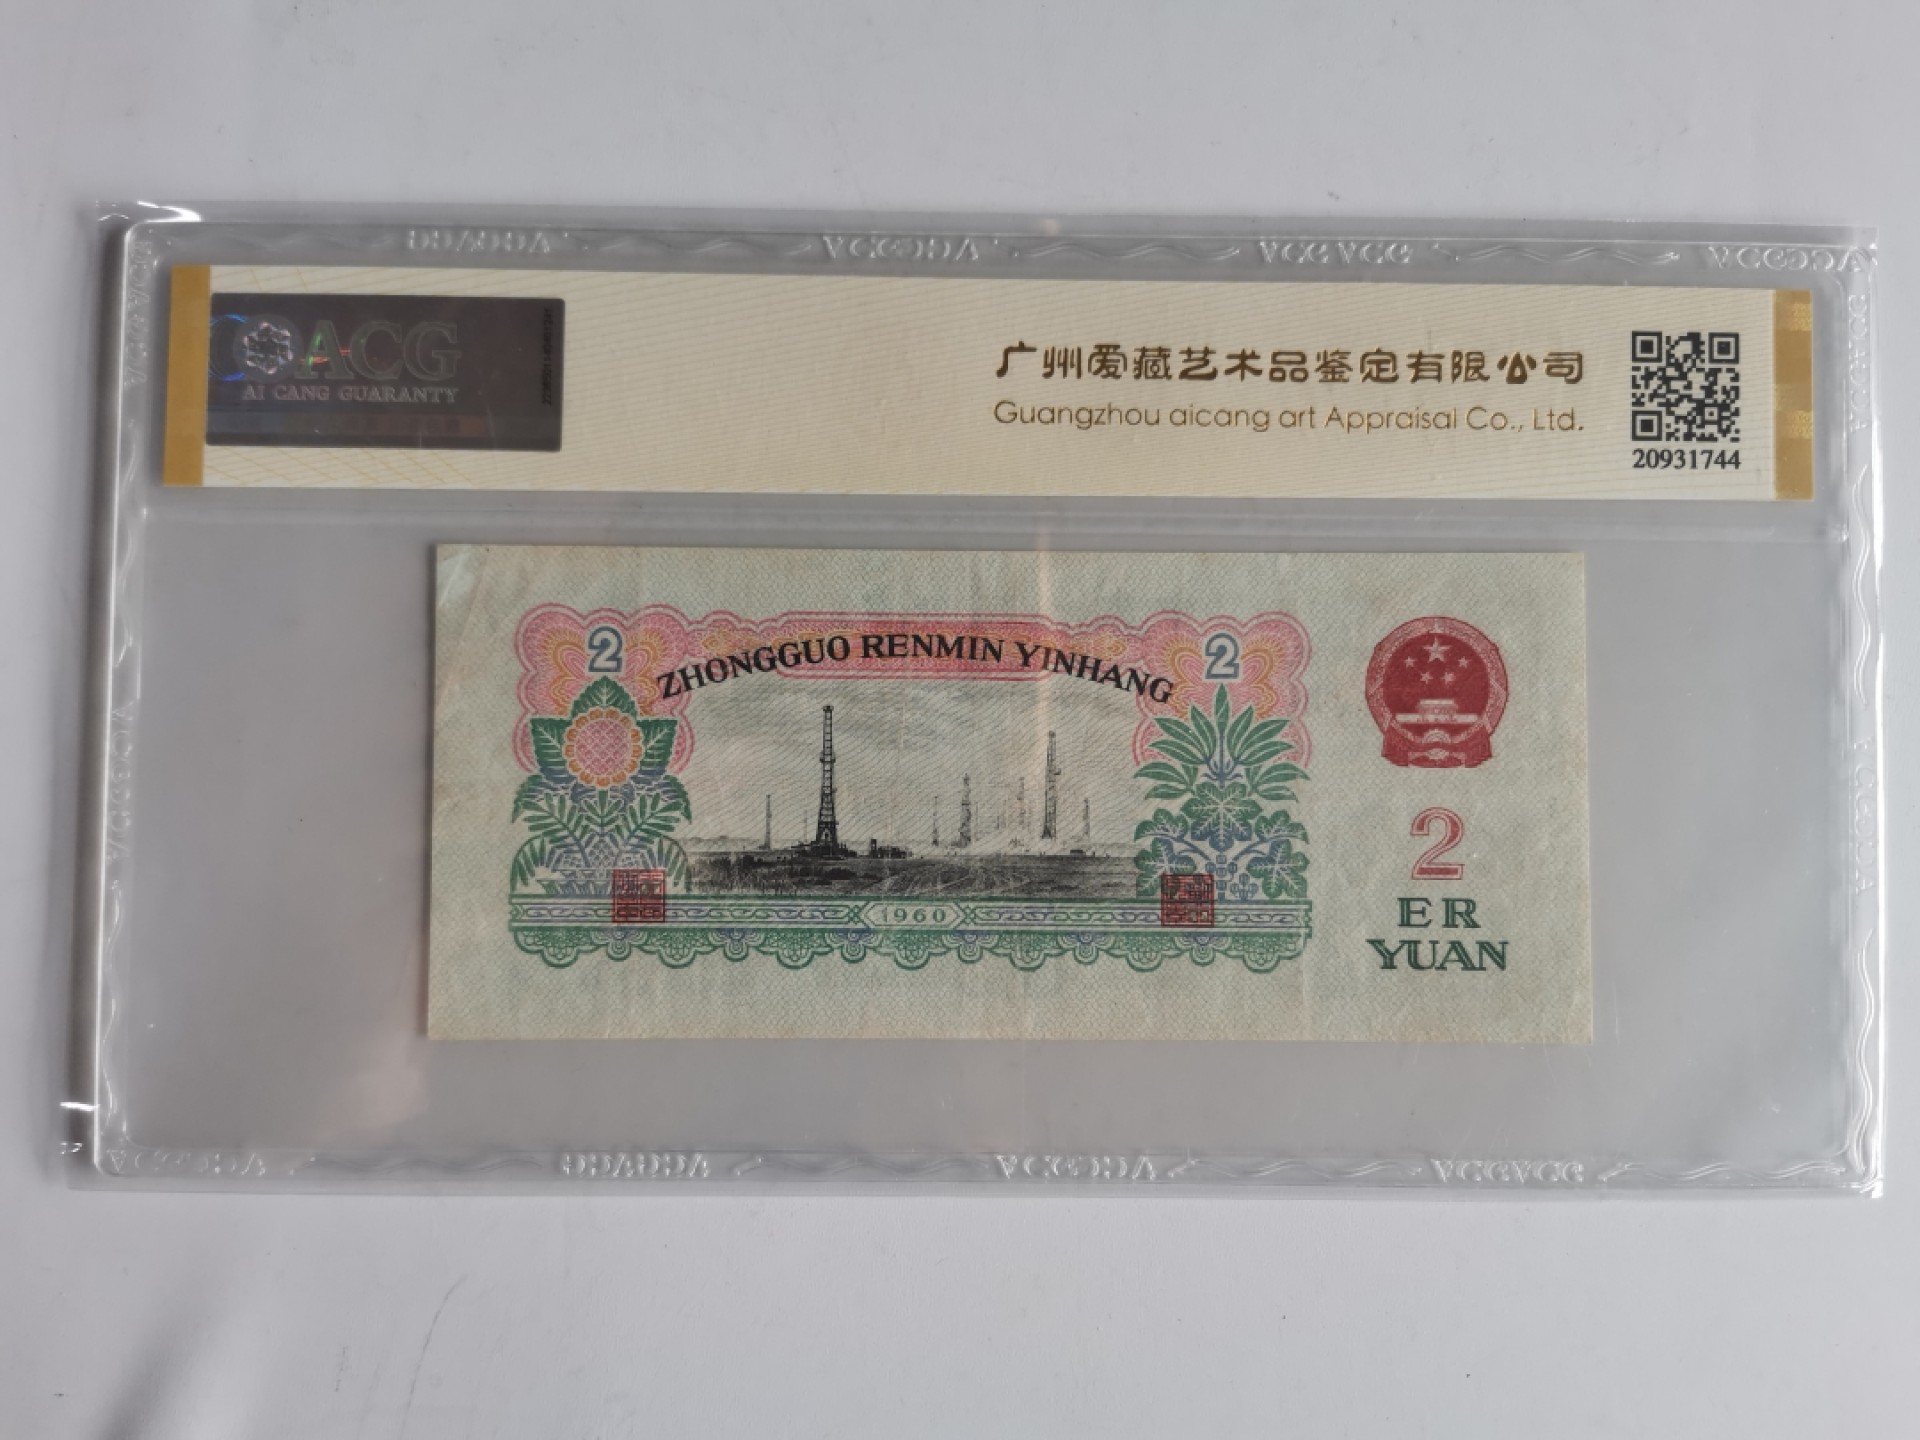 ACG
AI CANG GUARANTY
广州爱藏艺术品鉴定有限公司
Guangzhou aicang art Appraisal Co., Ltd.
20931744
2
ZHONGGUO RENMIN YINHANG
2
1960
2
ER
YUAN